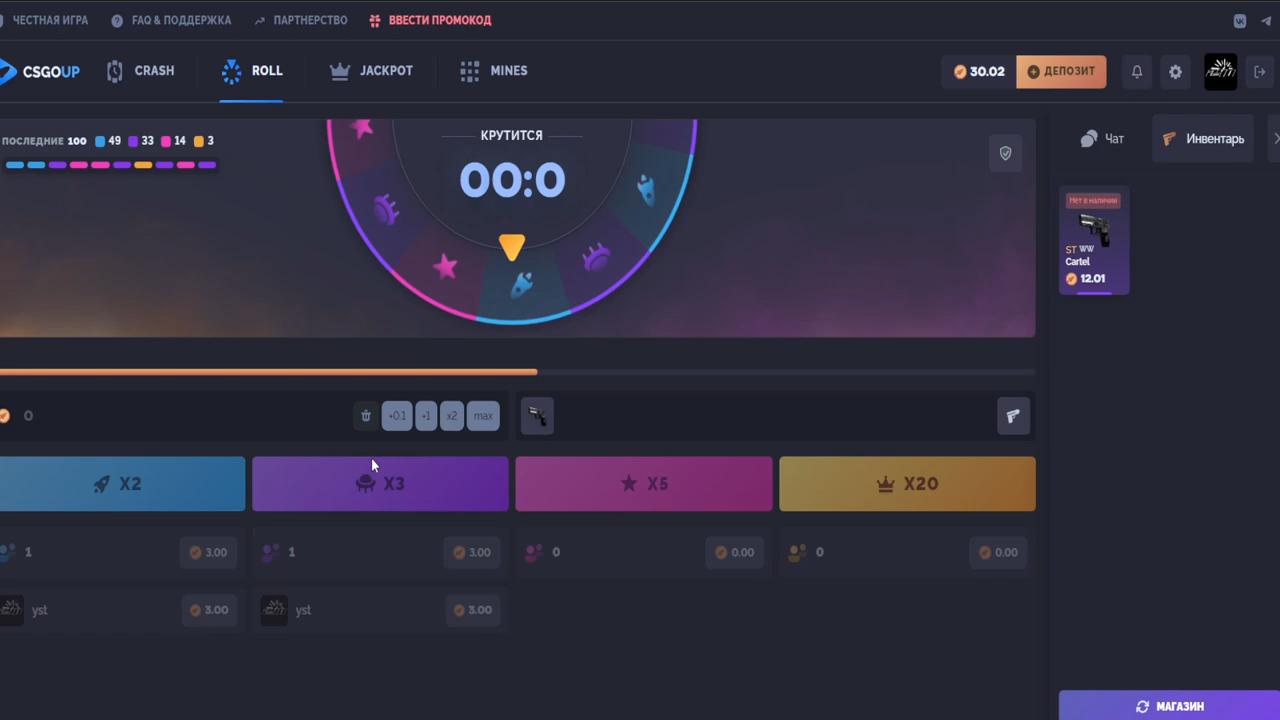 ЧЕСТНАЯ ИГРА
FAQ & ПОДДЕРЖКА
ПАРТНЕРСТВО
ВВЕСТИ ПРОМОКОД
CSGOUP
CRASH
ROLL
JACKPOT
MINES
30.02
ДЕПОЗИТ
ПОСЛЕДНИЕ 100 49 33 14 3
КРУТИТСЯ
00:0
Чат
Инвентарь
Нет в наличии
ST WW
Cartel
12.01
0
+0.1
+1
x2
max
X2
X3
X5
X20
1 3.00
1 3.00
0 0.00
0 0.00
yst 3.00
yst 3.00
МАГАЗИН